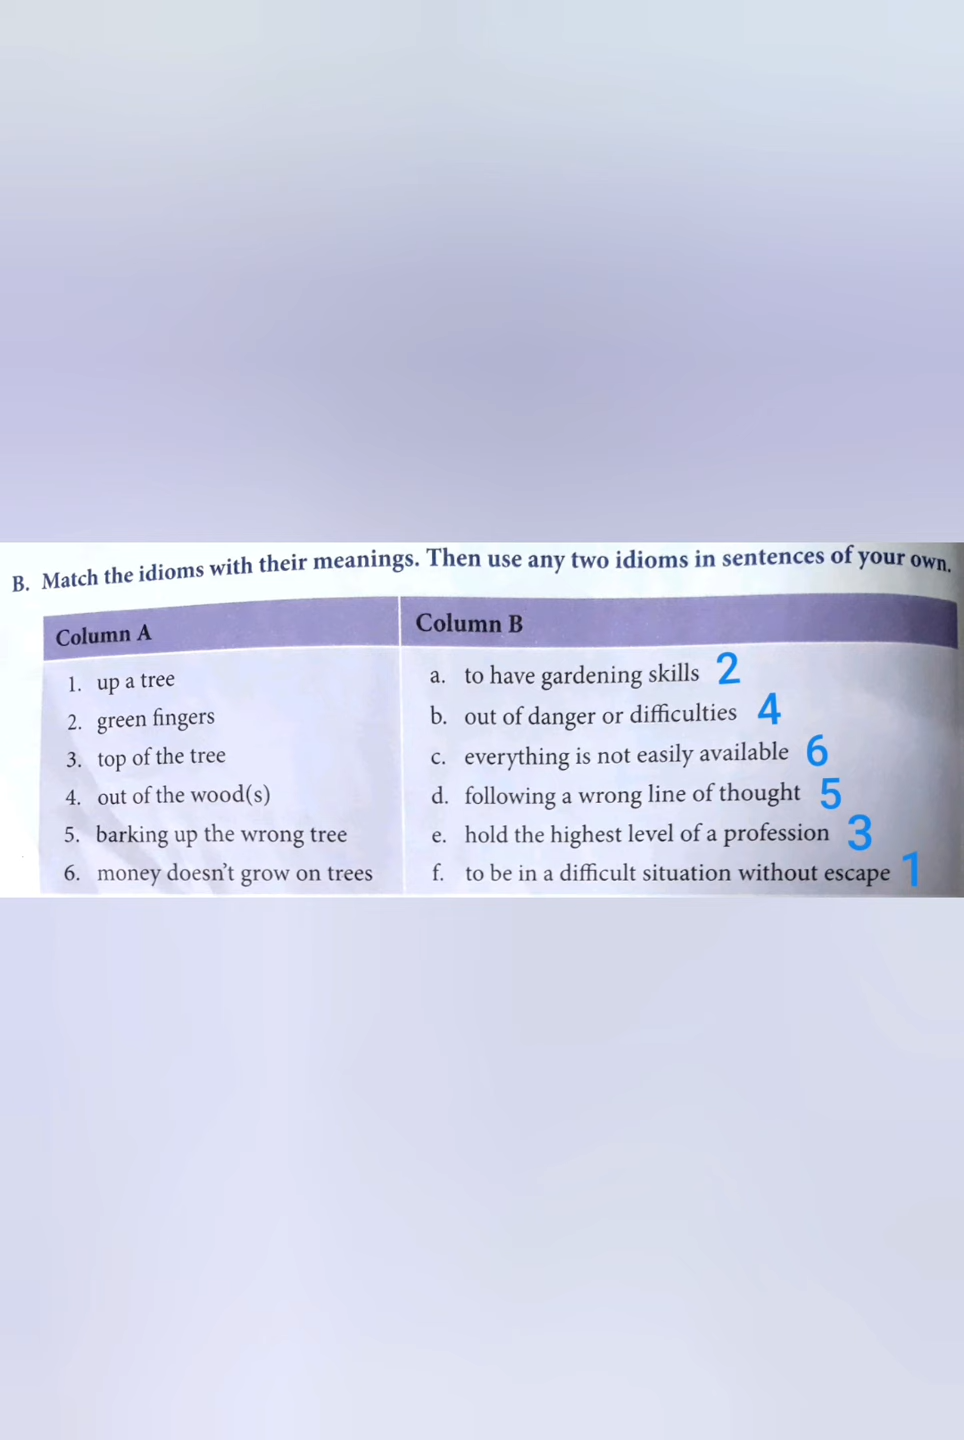 B. Match the idioms with their meanings. Then use any two idioms in sentences of your own.
Column A
Column B
1. up a tree
a. to have gardening skills 2
2. green fingers
b. out of danger or difficulties 4
3. top of the tree
c. everything is not easily available 6
4. out of the wood(s)
d. following a wrong line of thought 5
5. barking up the wrong tree
e. hold the highest level of a profession 3
6. money doesn't grow on trees
f. to be in a difficult situation without escape 1